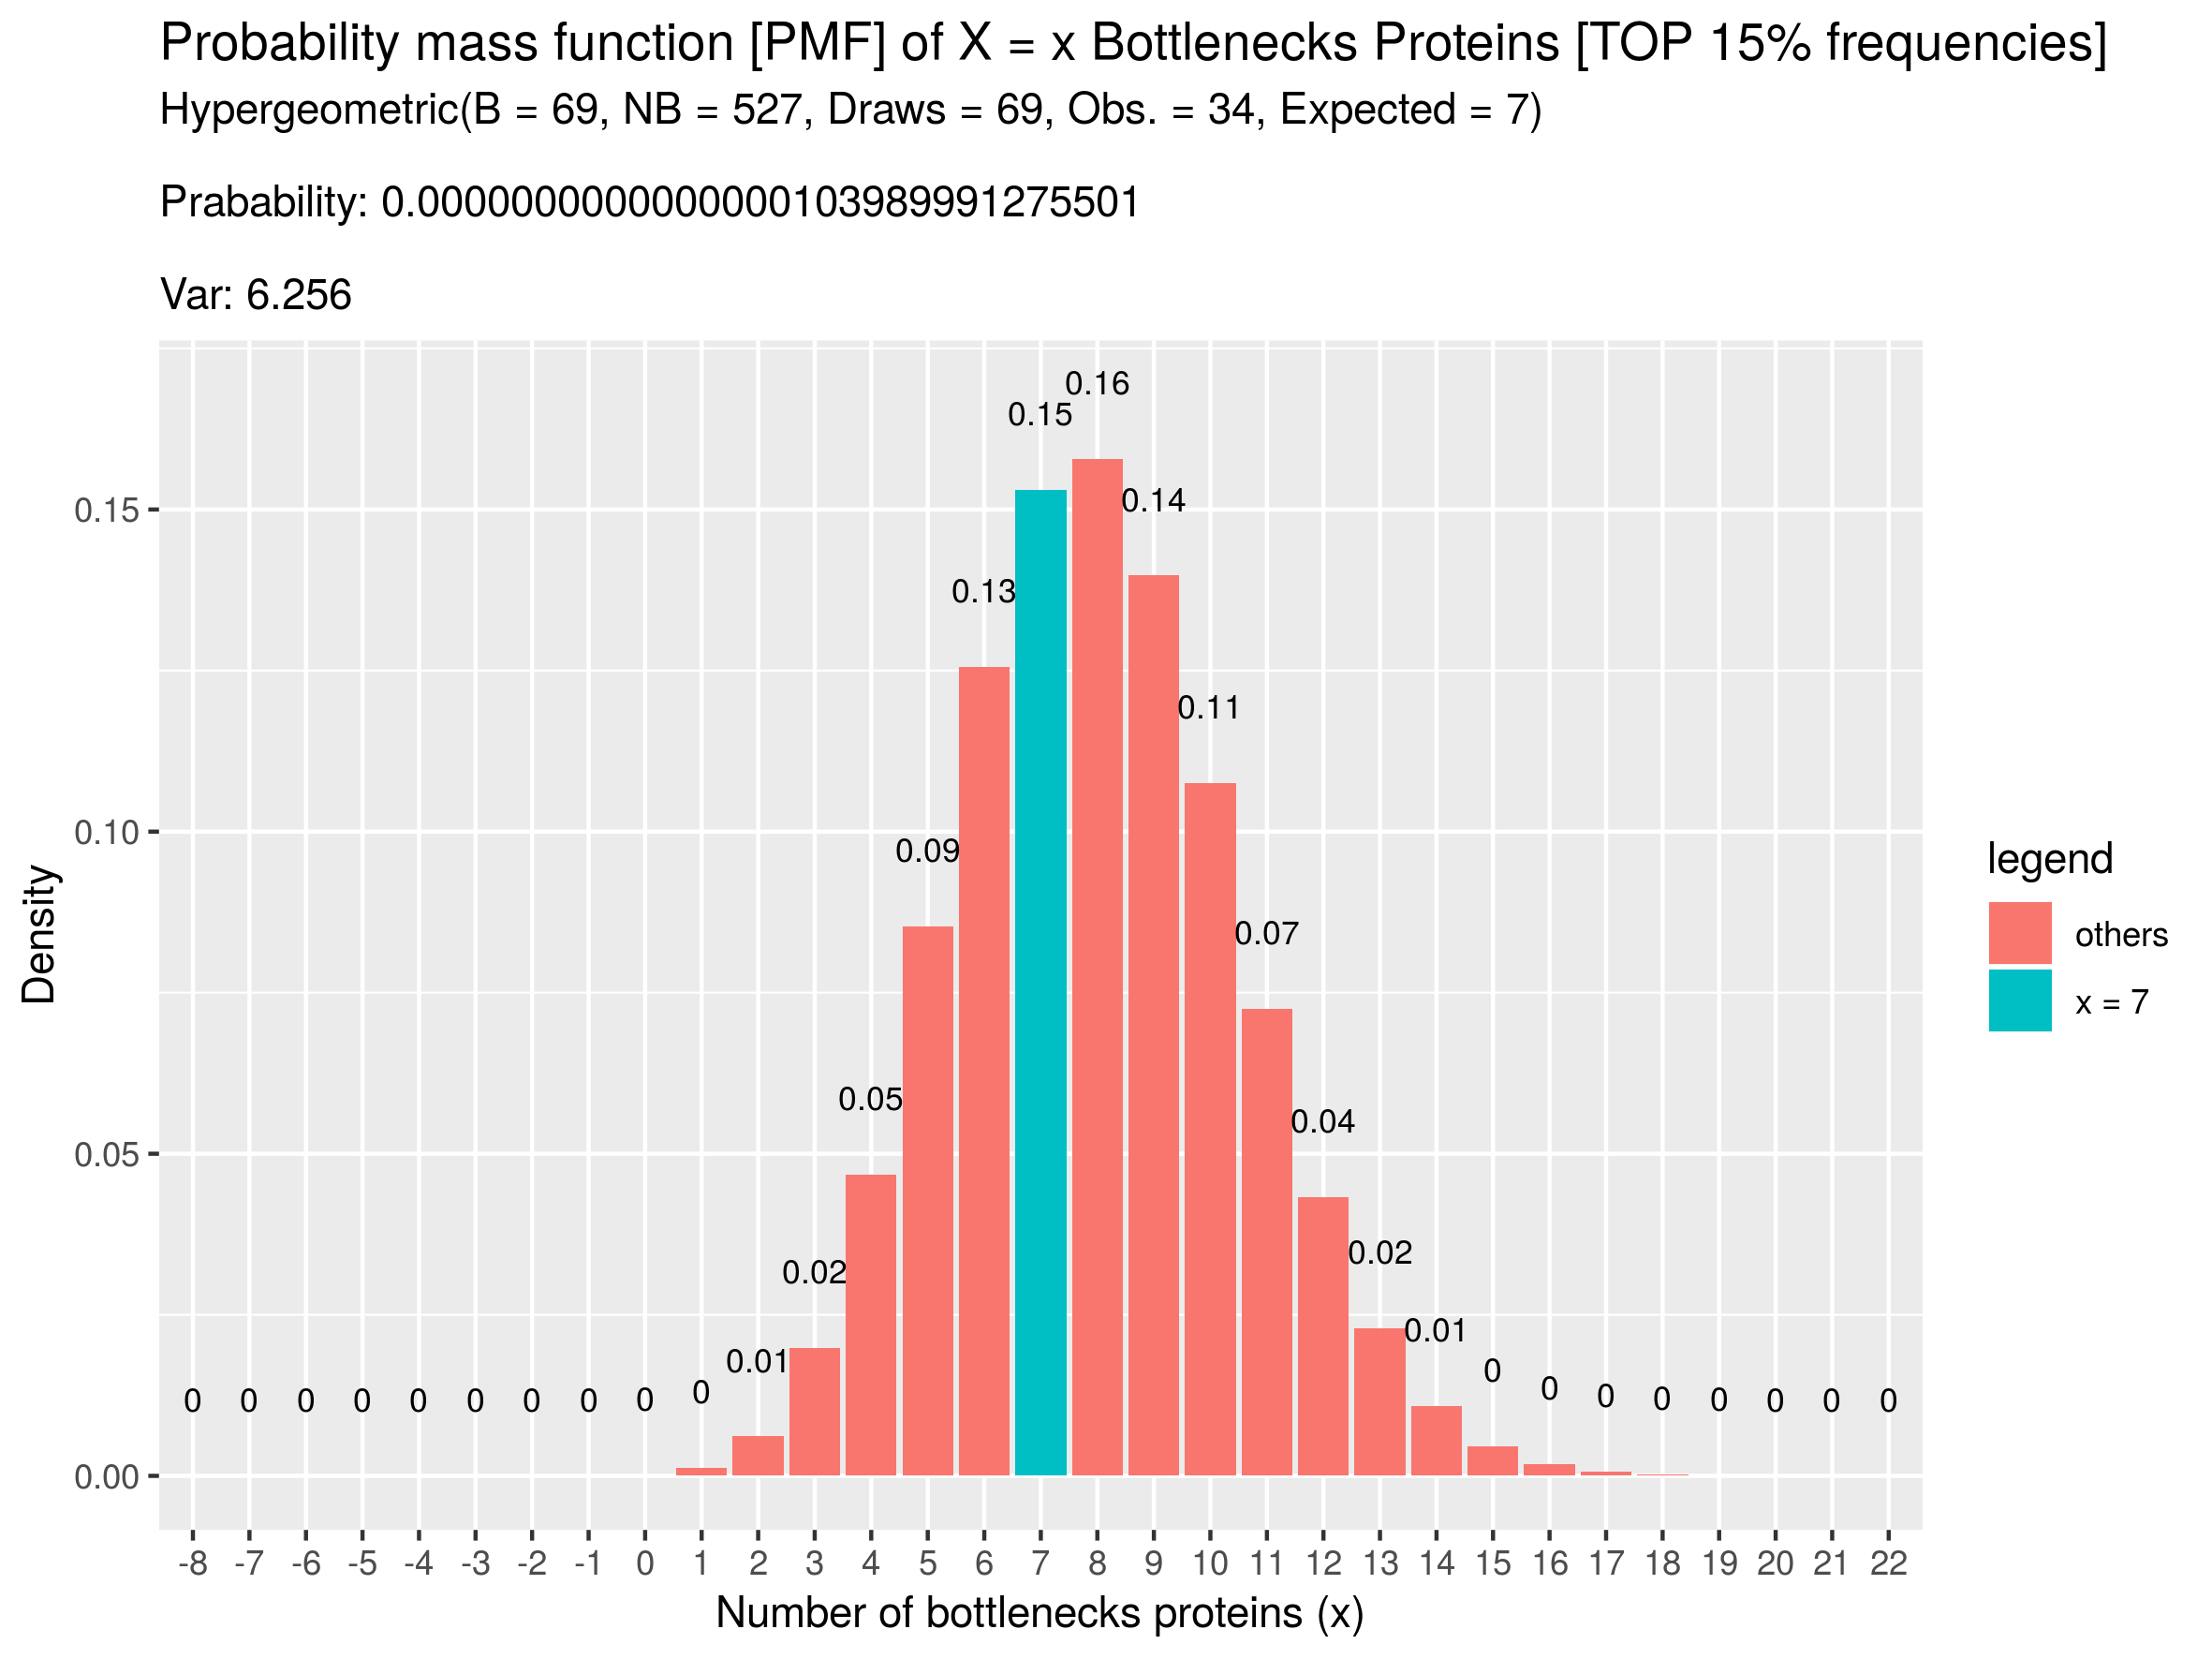 Probability mass function [PMF] of X = x Bottlenecks Proteins [TOP 15% frequencies]
Hypergeometric(B = 69, NB = 527, Draws = 69, Obs. = 34, Expected = 7)
Prabability: 0.0000000000000000103989991275501
Var: 6.256
0.16
0.15
0.14
0.13
0.11
0.09
0.07
0.05
0.04
0.02
0.02
0.01
0.01
0 0 0 0 0 0 0 0 0 0 0 0 0 0 0 0 0 0
0.15
0.10
0.05
0.00
Density
-8 -7 -6 -5 -4 -3 -2 -1 0 1 2 3 4 5 6 7 8 9 10 11 12 13 14 15 16 17 18 19 20 21 22
Number of bottlenecks proteins (x)
legend
others
x = 7